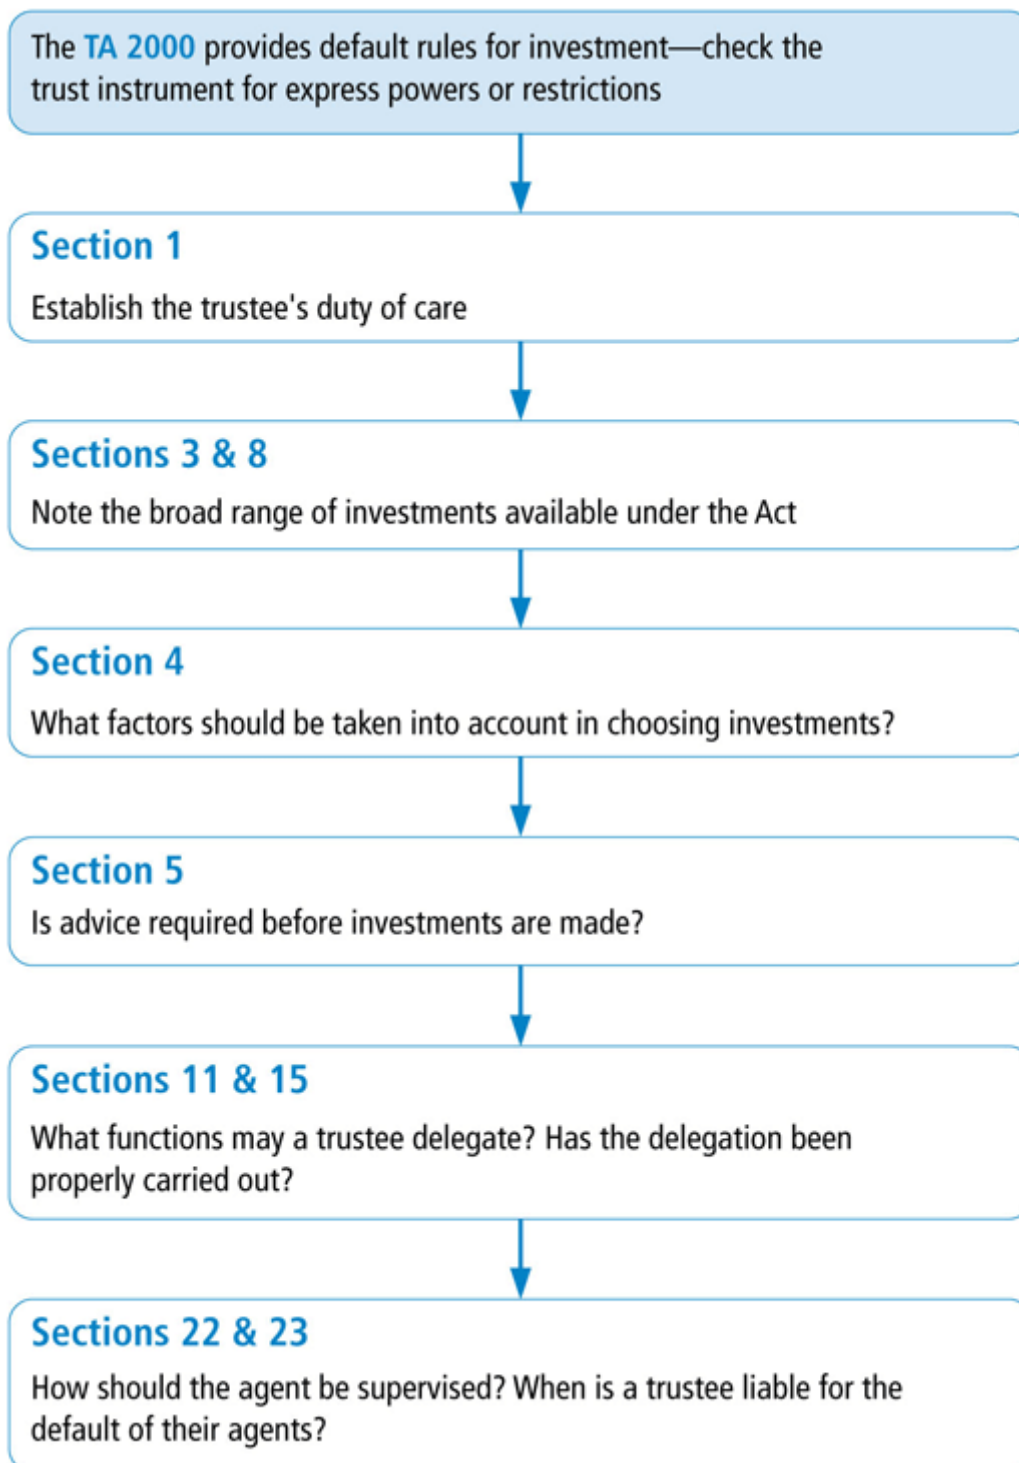 The TA 2000 provides default rules for investment—check the
trust instrument for express powers or restrictions
Section 1
Establish the trustee's duty of care
Sections 3 & 8
Note the broad range of investments available under the Act
Section 4
What factors should be taken into account in choosing investments?
Section 5
Is advice required before investments are made?
Sections 11 & 15
What functions may a trustee delegate? Has the delegation been
properly carried out?
Sections 22 & 23
How should the agent be supervised? When is a trustee liable for the
default of their agents?